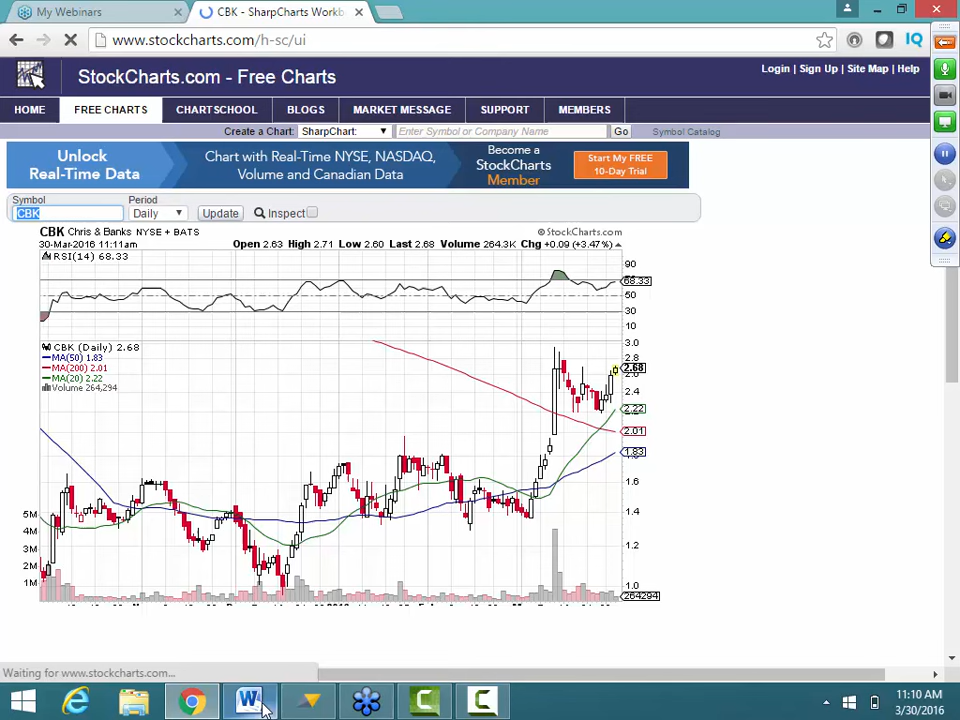 My Webinars
CBK - SharpCharts Workb
www.stockcharts.com/h-sc/ui
IQ
StockCharts.com - Free Charts
Login | Sign Up | Site Map | Help
HOME FREE CHARTS CHARTSCHOOL BLOGS MARKET MESSAGE SUPPORT MEMBERS
Create a Chart: SharpChart: Enter Symbol or Company Name Go Symbol Catalog
Unlock
Real-Time Data
Chart with Real-Time NYSE, NASDAQ,
Volume and Canadian Data
Become a
StockCharts
Member
Start My FREE
10-Day Trial
Symbol Period
CBK Daily Update Inspect
CBK Chris & Banks NYSE + BATS © StockCharts.com
30-Mar-2016 11:11am Open 2.63 High 2.71 Low 2.60 Last 2.68 Volume 264.3K Chg +0.09 (+3.47%)
RSI(14) 68.33
90
68.33
50
30
10
CBK (Daily) 2.68
MA(50) 1.83
MA(200) 2.01
MA(20) 2.22
Volume 264,294
3.0
2.8
2.68
2.4
2.22
2.01
1.83
1.6
1.4
1.2
1.0
5M
4M
3M
2M
1M
264294
Waiting for www.stockcharts.com...
11:10 AM
3/30/2016